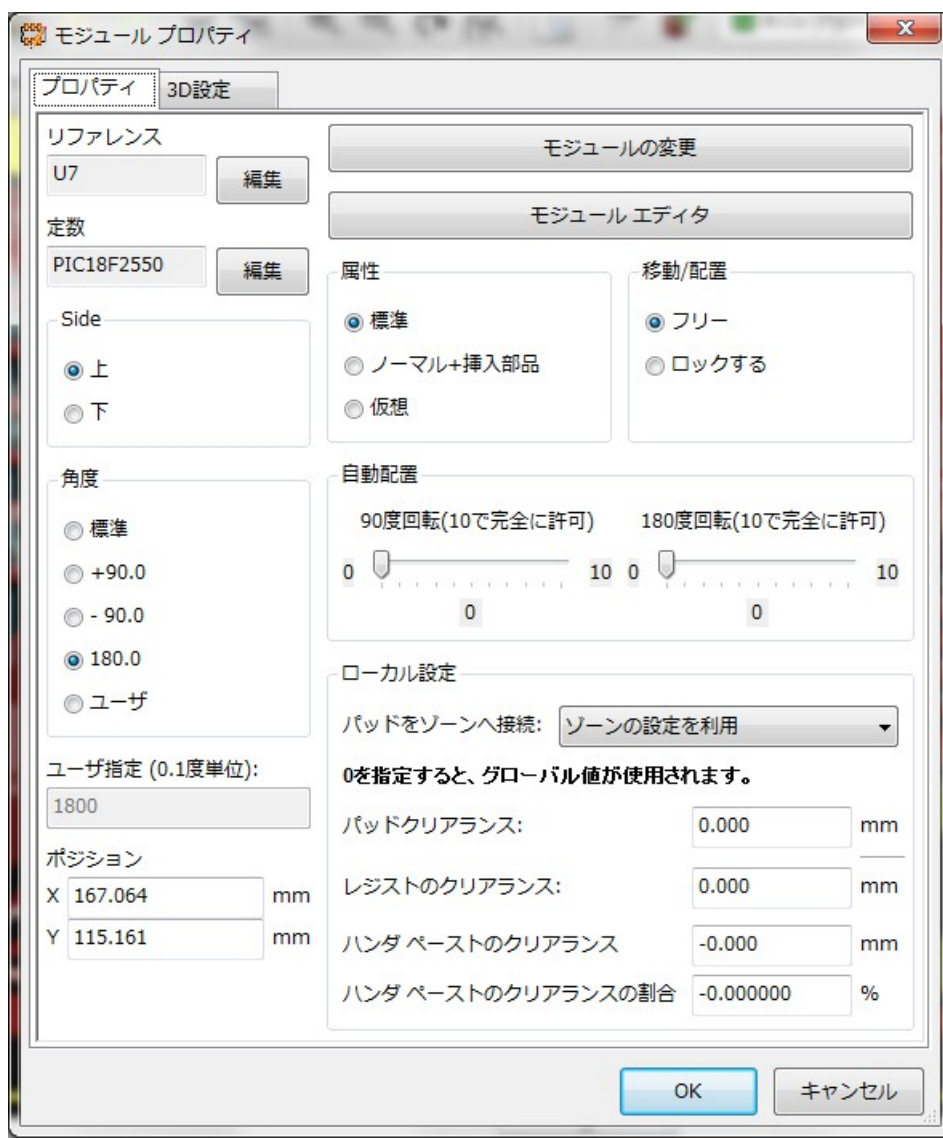 モジュール プロパティ
プロパティ
3D設定
リファレンス
U7
編集
定数
PIC18F2550
編集
Side
上
下
角度
標準
+90.0
- 90.0
180.0
ユーザ
ユーザ指定 (0.1度単位):
1800
ポジション
X 167.064 mm
Y 115.161 mm
モジュールの変更
モジュール エディタ
属性
標準
ノーマル+挿入部品
仮想
移動/配置
フリー
ロックする
自動配置
90度回転(10で完全に許可)
0 10
0
180度回転(10で完全に許可)
0 10
0
ローカル設定
パッドをゾーンへ接続: ゾーンの設定を利用
0を指定すると、グローバル値が使用されます。
パッドクリアランス: 0.000 mm
レジストのクリアランス: 0.000 mm
ハンダ ペーストのクリアランス -0.000 mm
ハンダ ペーストのクリアランスの割合 -0.000000 %
OK
キャンセル